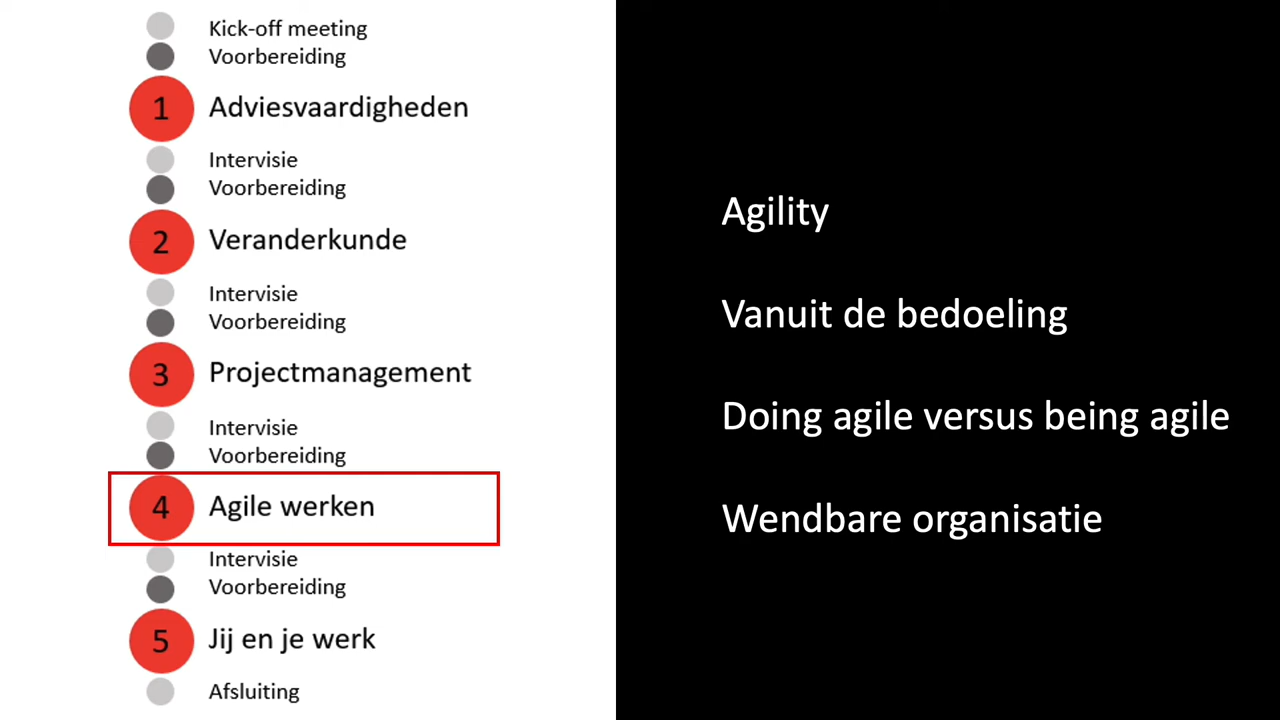 Kick-off meeting
Voorbereiding
1 Adviesvaardigheden
Intervisie
Voorbereiding
2 Veranderkunde
Intervisie
Voorbereiding
3 Projectmanagement
Intervisie
Voorbereiding
4 Agile werken
Intervisie
Voorbereiding
5 Jij en je werk
Afsluiting
Agility
Vanuit de bedoeling
Doing agile versus being agile
Wendbare organisatie